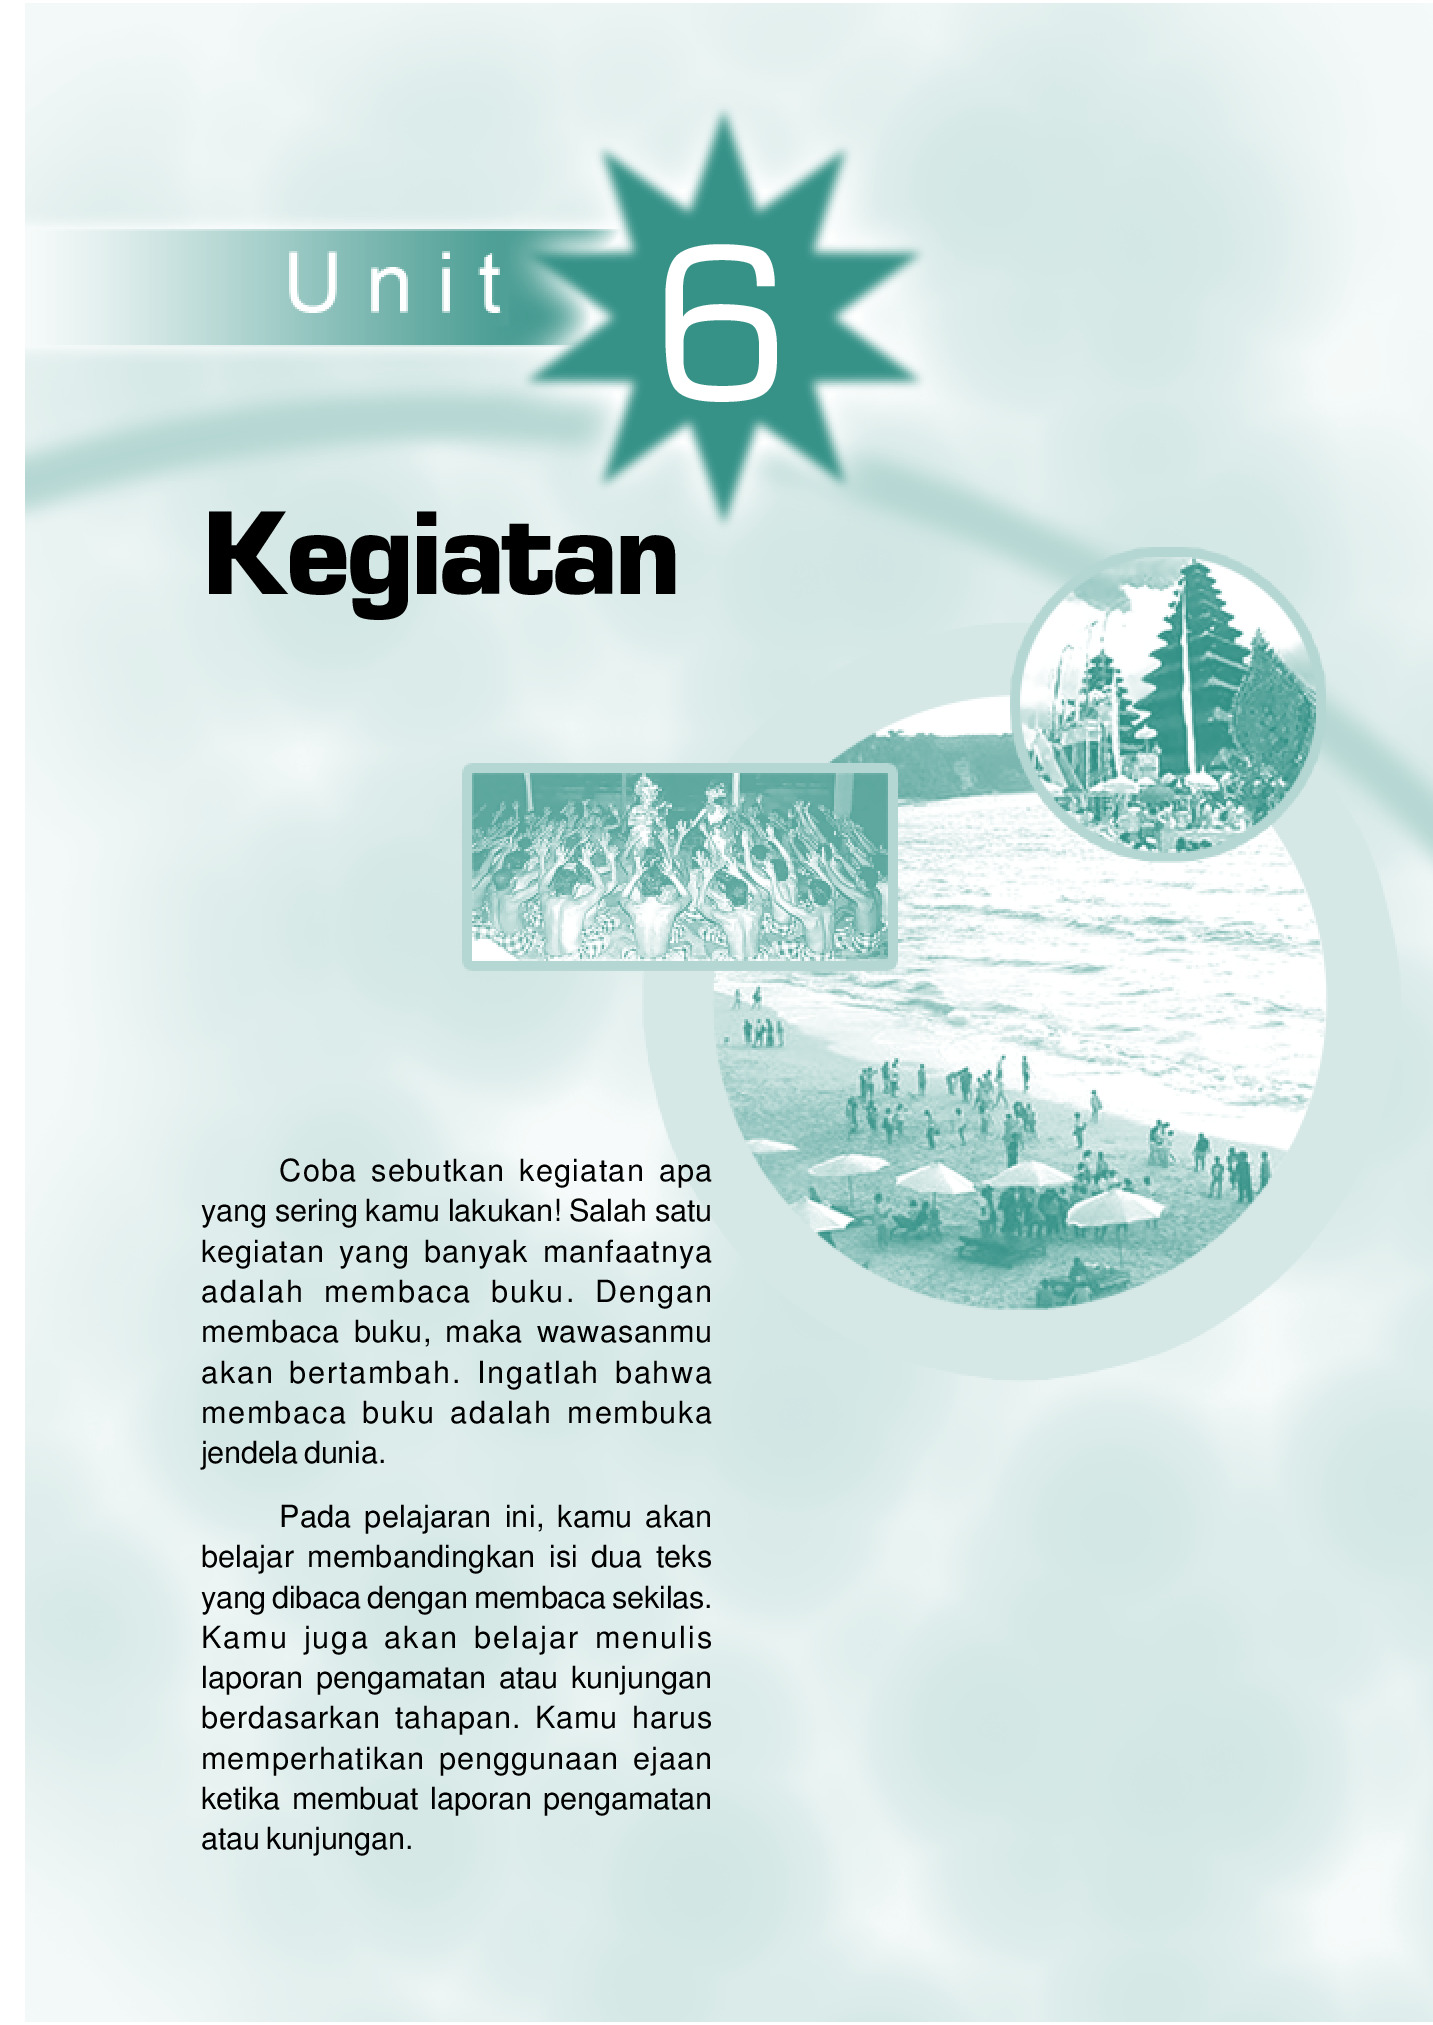 Unit 6
Kegiatan
Coba sebutkan kegiatan apa
yang sering kamu lakukan! Salah satu
kegiatan yang banyak manfaatnya
adalah membaca buku. Dengan
membaca buku, maka wawasanmu
akan bertambah. Ingatlah bahwa
membaca buku adalah membuka
jendela dunia.
Pada pelajaran ini, kamu akan
belajar membandingkan isi dua teks
yang dibaca dengan membaca sekilas.
Kamu juga akan belajar menulis
laporan pengamatan atau kunjungan
berdasarkan tahapan. Kamu harus
memperhatikan penggunaan ejaan
ketika membuat laporan pengamatan
atau kunjungan.